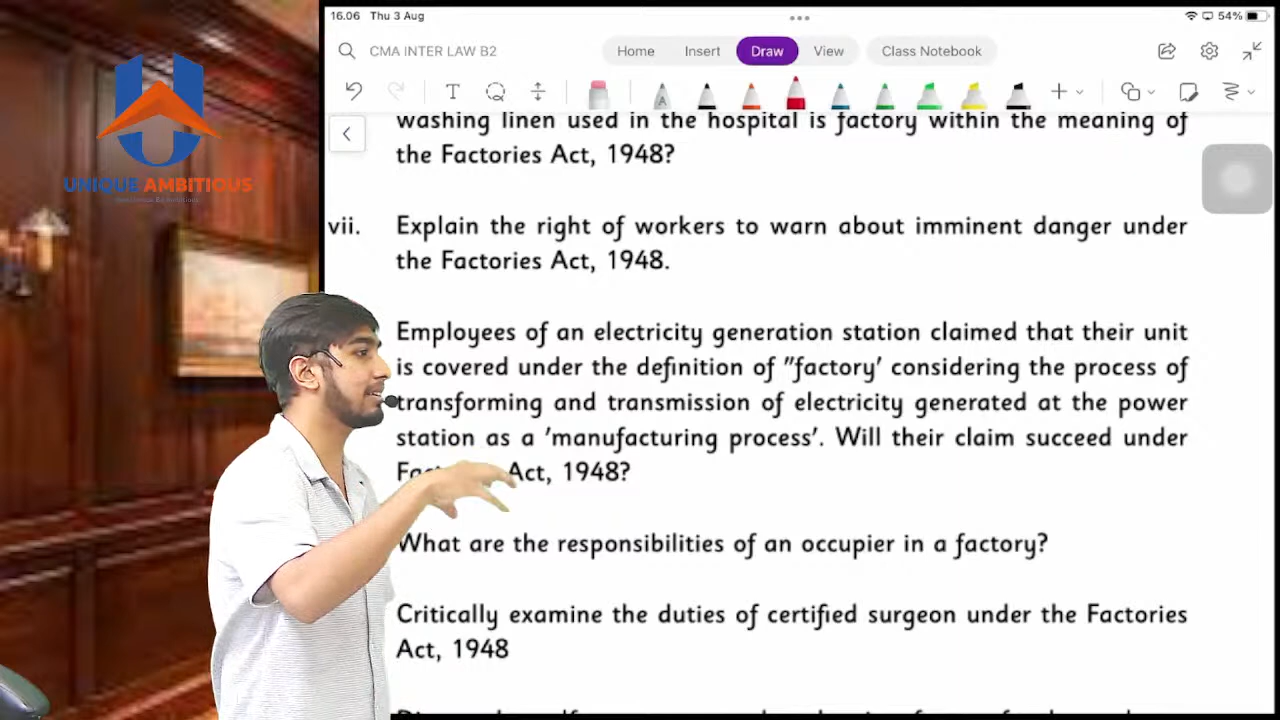 16.06 Thu 3 Aug
54%
CMA INTER LAW B2
Home Insert Draw View Class Notebook
UNIQUE AMBITIOUS
washing linen used in the hospital is factory within the meaning of
the Factories Act, 1948?
vii. Explain the right of workers to warn about imminent danger under
the Factories Act, 1948.
Employees of an electricity generation station claimed that their unit
is covered under the definition of "factory' considering the process of
transforming and transmission of electricity generated at the power
station as a 'manufacturing process'. Will their claim succeed under
Act, 1948?
What are the responsibilities of an occupier in a factory?
Critically examine the duties of certified surgeon under the Factories
Act, 1948